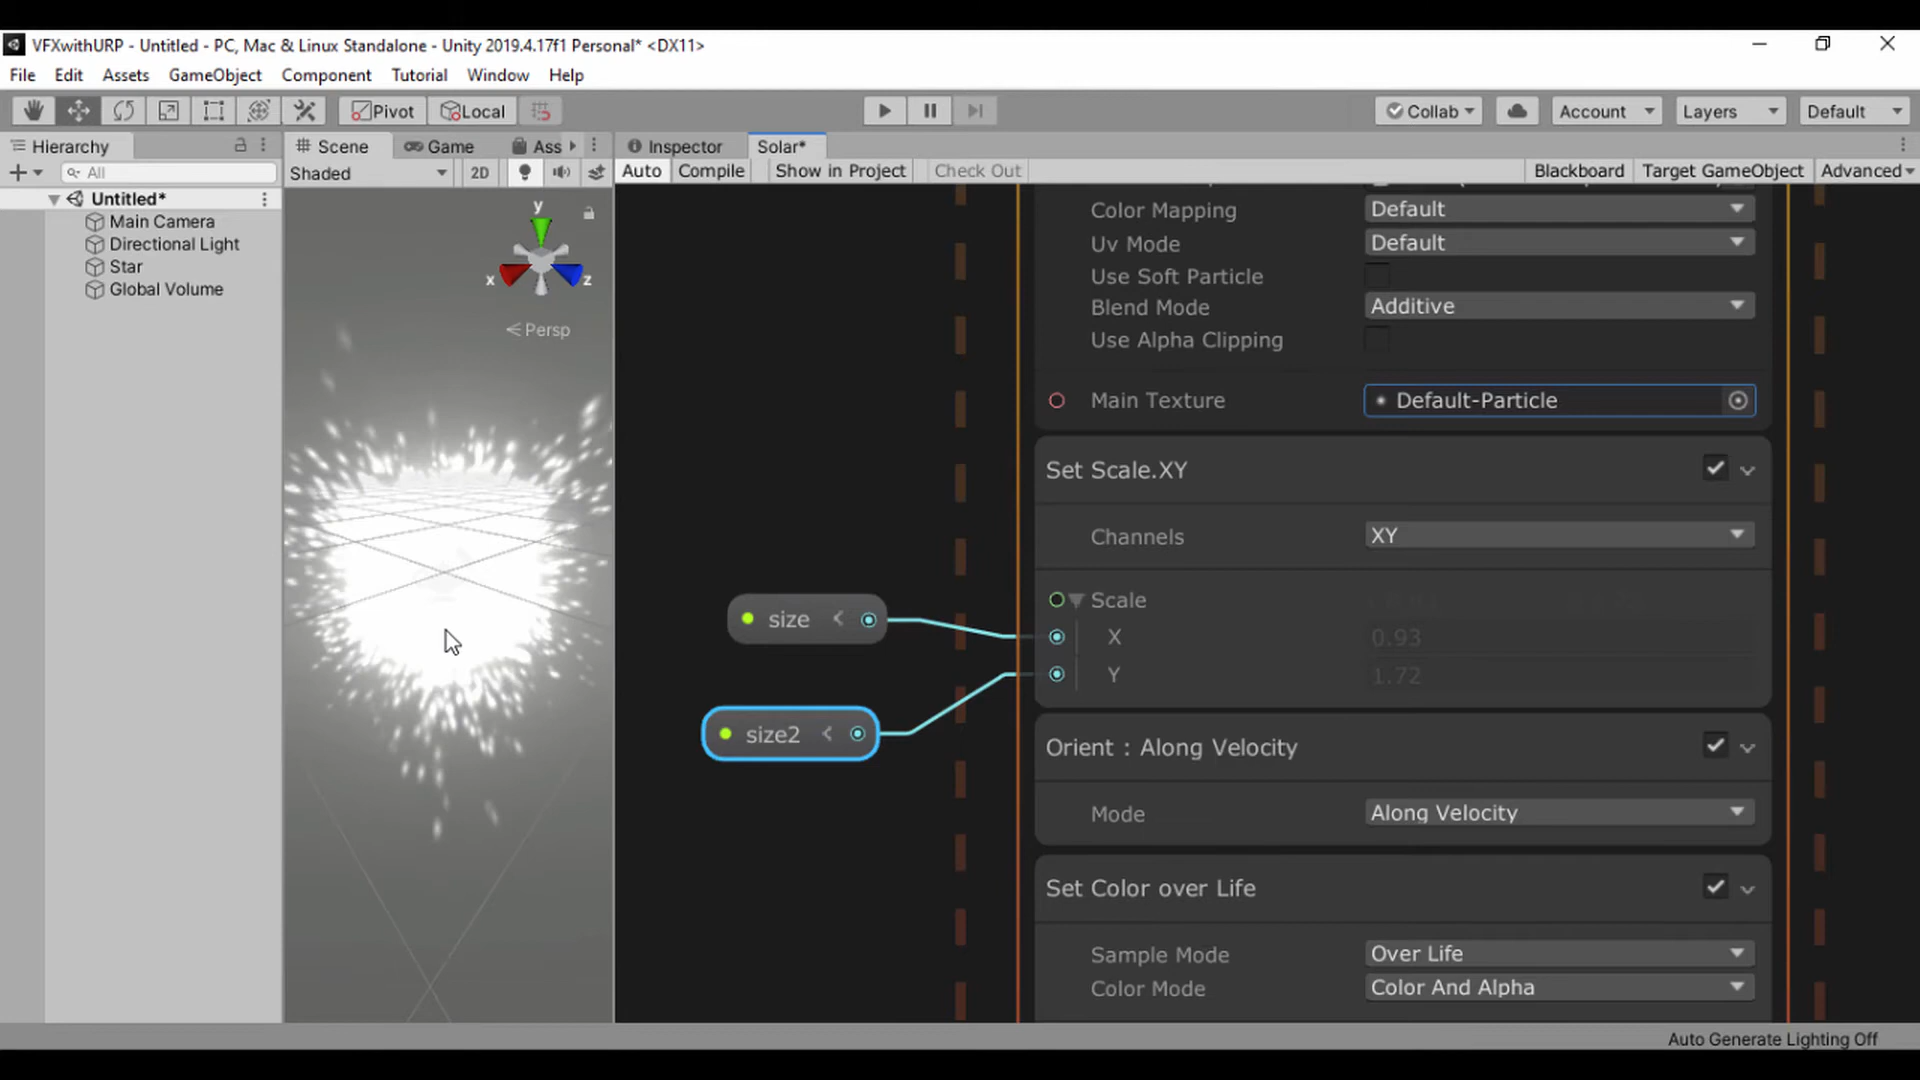 VFXwithURP - Untitled - PC, Mac & Linux Standalone - Unity 2019.4.17f1 Personal* <DX11>
File Edit Assets GameObject Component Tutorial Window Help
Pivot Local Collab Account Layers Default
Hierarchy Scene Game Ass Inspector Solar*
All Shaded 2D Auto Compile Show in Project Check Out Blackboard Target GameObject Advanced
Untitled*
Main Camera
Directional Light
Star
Global Volume
y
x z
Persp
Color Mapping Default
Uv Mode Default
Use Soft Particle
Blend Mode Additive
Use Alpha Clipping
Main Texture Default-Particle
Set Scale.XY
Channels XY
Scale
size X 0.93
Y 1.72
size2
Orient : Along Velocity
Mode Along Velocity
Set Color over Life
Sample Mode Over Life
Color Mode Color And Alpha
Auto Generate Lighting Off